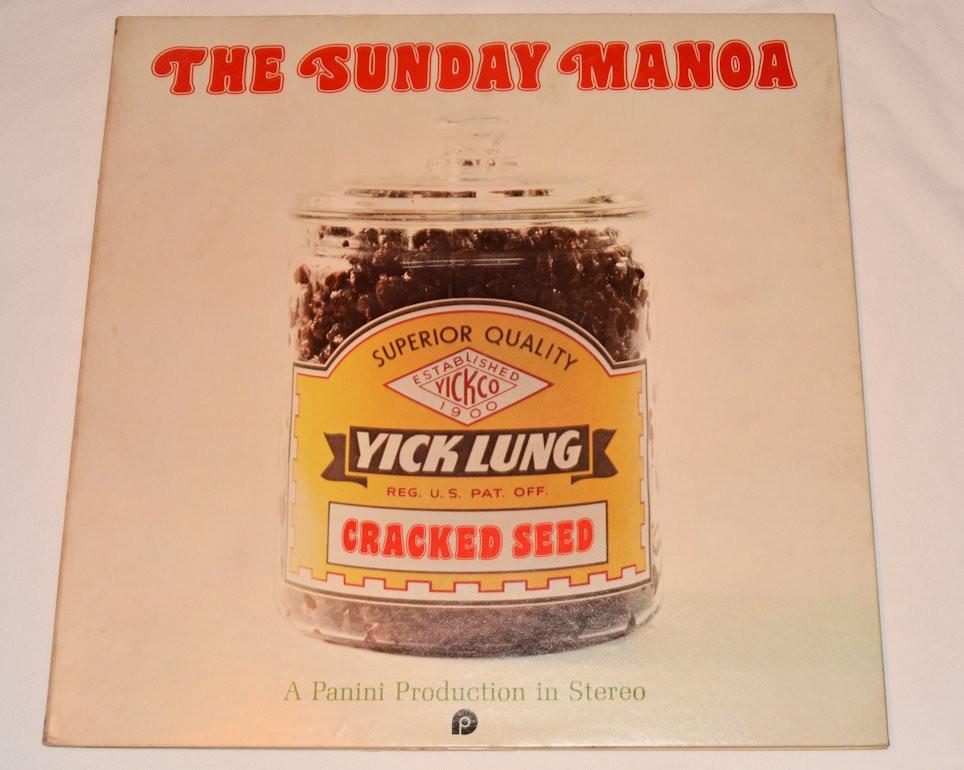 THE SUNDAY MANOA
SUPERIOR QUALITY
ESTABLISHED
YICKCO
1900
YICK LUNG
REG. U.S. PAT. OFF.
CRACKED SEED
A Panini Production in Stereo
p